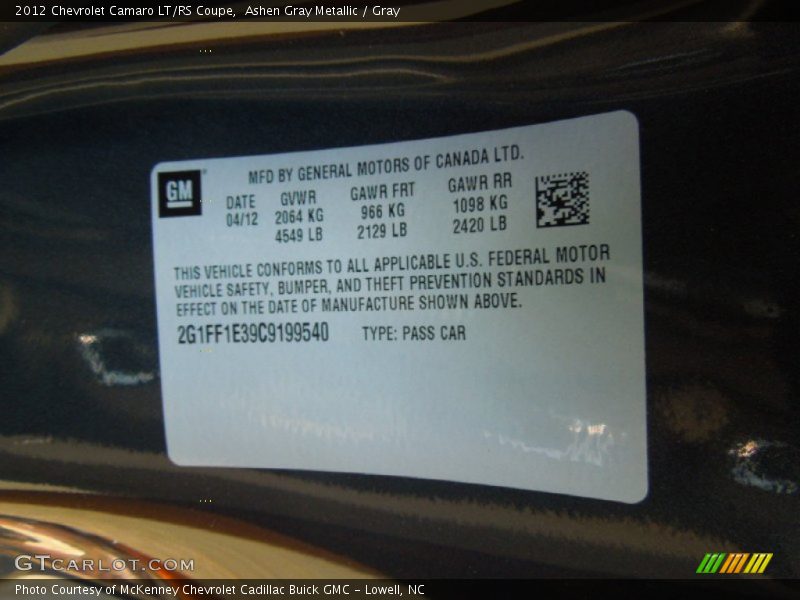 2012 Chevrolet Camaro LT/RS Coupe, Ashen Gray Metallic / Gray
GM
MFD BY GENERAL MOTORS OF CANADA LTD.
DATE GVWR GAWR FRT GAWR RR
04/12 2064 KG 966 KG 1098 KG
4549 LB 2129 LB 2420 LB
THIS VEHICLE CONFORMS TO ALL APPLICABLE U.S. FEDERAL MOTOR
VEHICLE SAFETY, BUMPER, AND THEFT PREVENTION STANDARDS IN
EFFECT ON THE DATE OF MANUFACTURE SHOWN ABOVE.
2G1FF1E39C9199540 TYPE: PASS CAR
GTCARLOT.COM
Photo Courtesy of McKenney Chevrolet Cadillac Buick GMC - Lowell, NC